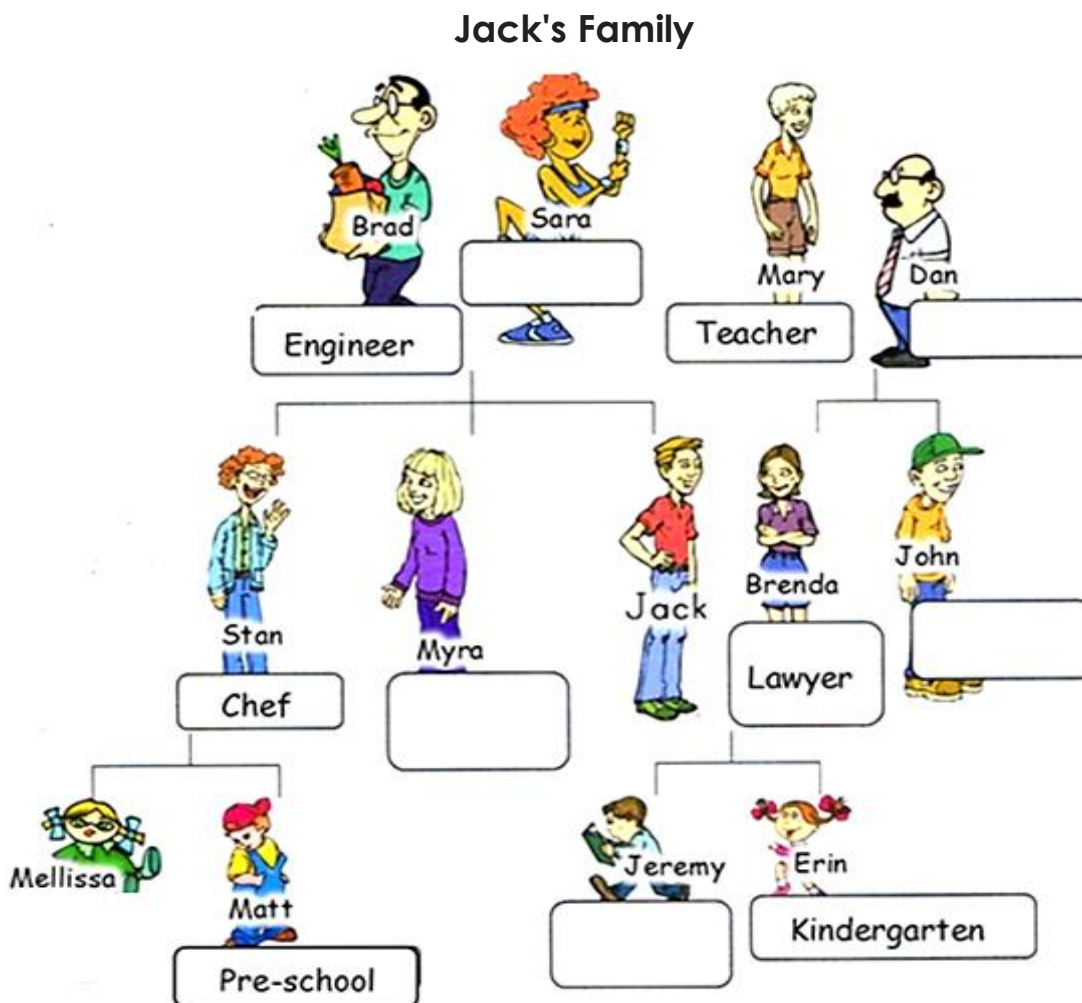 Jack's Family
Brad
Sara
Mary
Dan
Engineer
Teacher
Stan
Myra
Jack
Brenda
John
Chef
Lawyer
Mellissa
Matt
Jeremy
Erin
Pre-school
Kindergarten